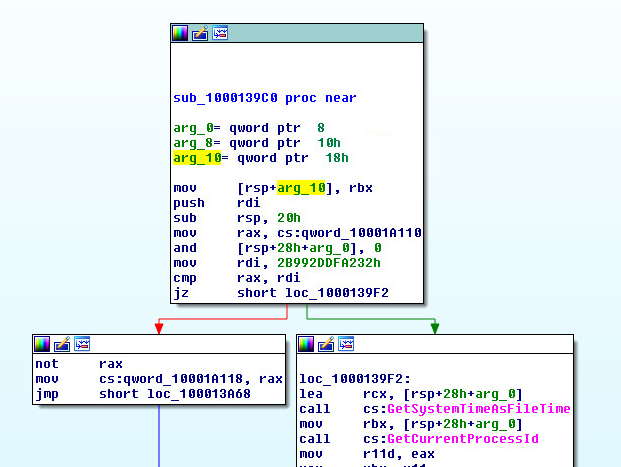 sub_1000139C0 proc near
arg_0= qword ptr  8
arg_8= qword ptr  10h
arg_10= qword ptr  18h
mov     [rsp+arg_10], rbx
push    rdi
sub     rsp, 20h
mov     rax, cs:qword_10001A110
and     [rsp+28h+arg_0], 0
mov     rdi, 2B992DDFA232h
cmp     rax, rdi
jz      short loc_1000139F2
not     rax
mov     cs:qword_10001A118, rax
jmp     short loc_100013A68
loc_1000139F2:
lea     rcx, [rsp+28h+arg_0]
call    cs:GetSystemTimeAsFileTime
mov     rbx, [rsp+28h+arg_0]
call    cs:GetCurrentProcessId
mov     r11d, eax